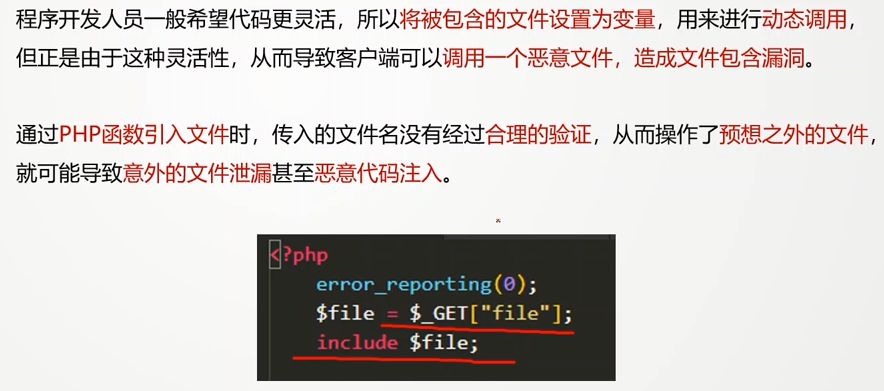 程序开发人员一般希望代码更灵活，所以将被包含的文件设置为变量，用来进行动态调用，
但正是由于这种灵活性，从而导致客户端可以调用一个恶意文件，造成文件包含漏洞。
通过PHP函数引入文件时，传入的文件名没有经过合理的验证，从而操作了预想之外的文件，
就可能导致意外的文件泄漏甚至恶意代码注入。
<?php
error_reporting(0);
$file = $_GET["file"];
include $file;